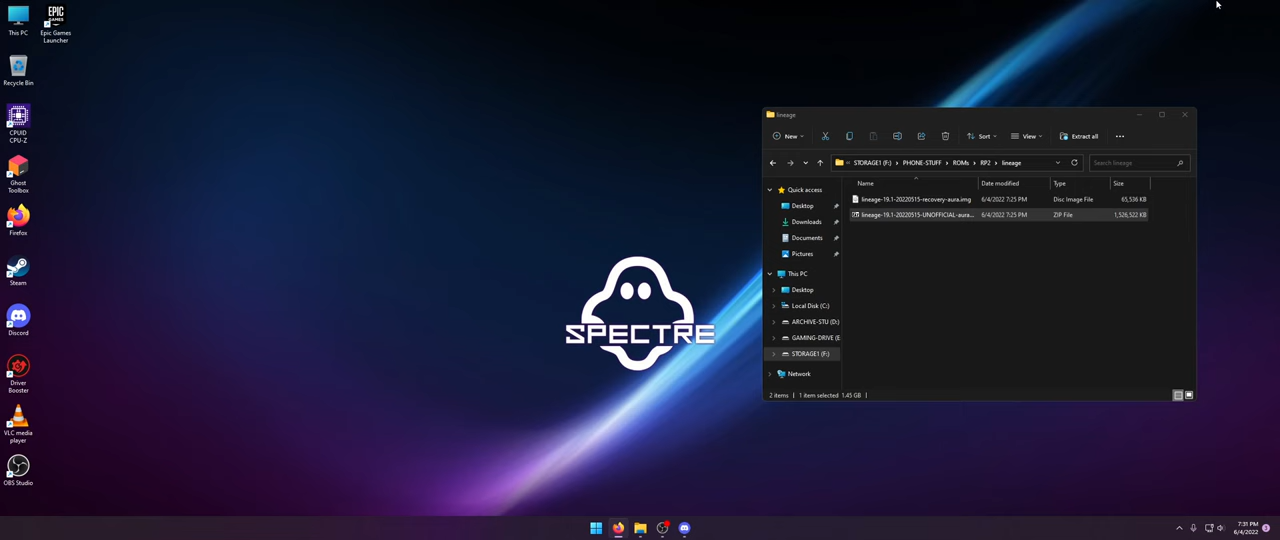 This PC
Epic Games
Launcher
EPIC
GAMES
Recycle Bin
CPUID
CPU-Z
Ghost
Toolbox
Firefox
Steam
Discord
Driver
Booster
VLC media
player
OBS Studio
SPECTRE
lineage
New
Sort
View
Extract all
STORAGE1 (F:) › PHONE-STUFF › ROMs › RP2 › lineage
Search lineage
Name Date modified Type Size
lineage-19.1-20220515-recovery-aura.img 6/4/2022 7:25 PM Disc Image File 65,536 KB
lineage-19.1-20220515-UNOFFICIAL-aura... 6/4/2022 7:25 PM ZIP File 1,526,522 KB
Quick access
Desktop
Downloads
Documents
Pictures
This PC
Desktop
Local Disk (C:)
ARCHIVE-STU (D:)
GAMING-DRIVE (E
STORAGE1 (F:)
Network
2 items 1 item selected 1.45 GB
7:31 PM
6/4/2022
3